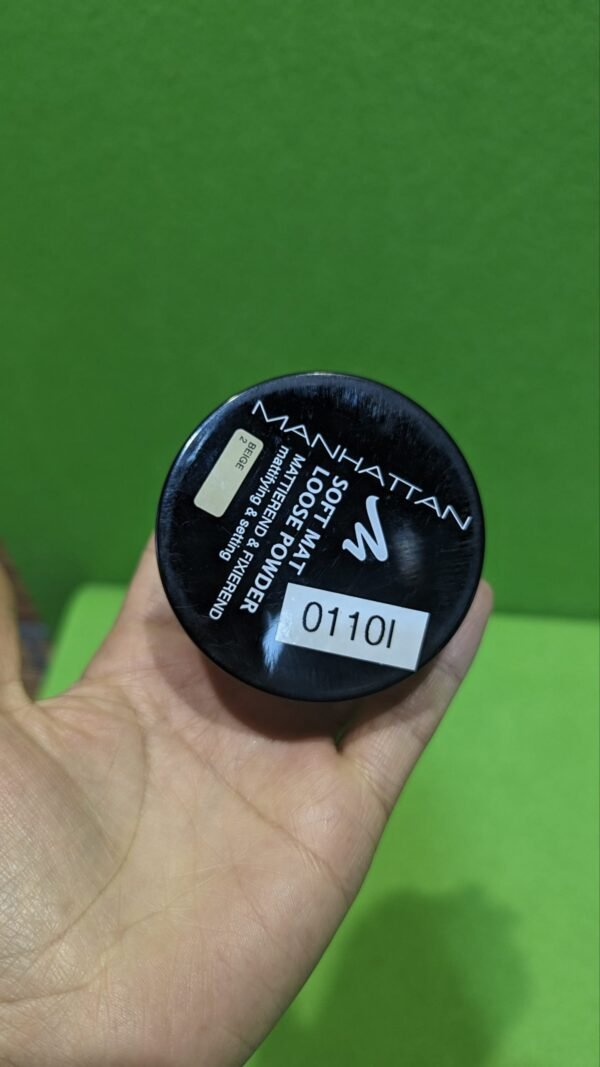 MANHATTAN
M
SOFT MAT
LOOSE POWDER
MATTIEREND & FIXIEREND
mattifying & setting
BEIGE
2
0110I